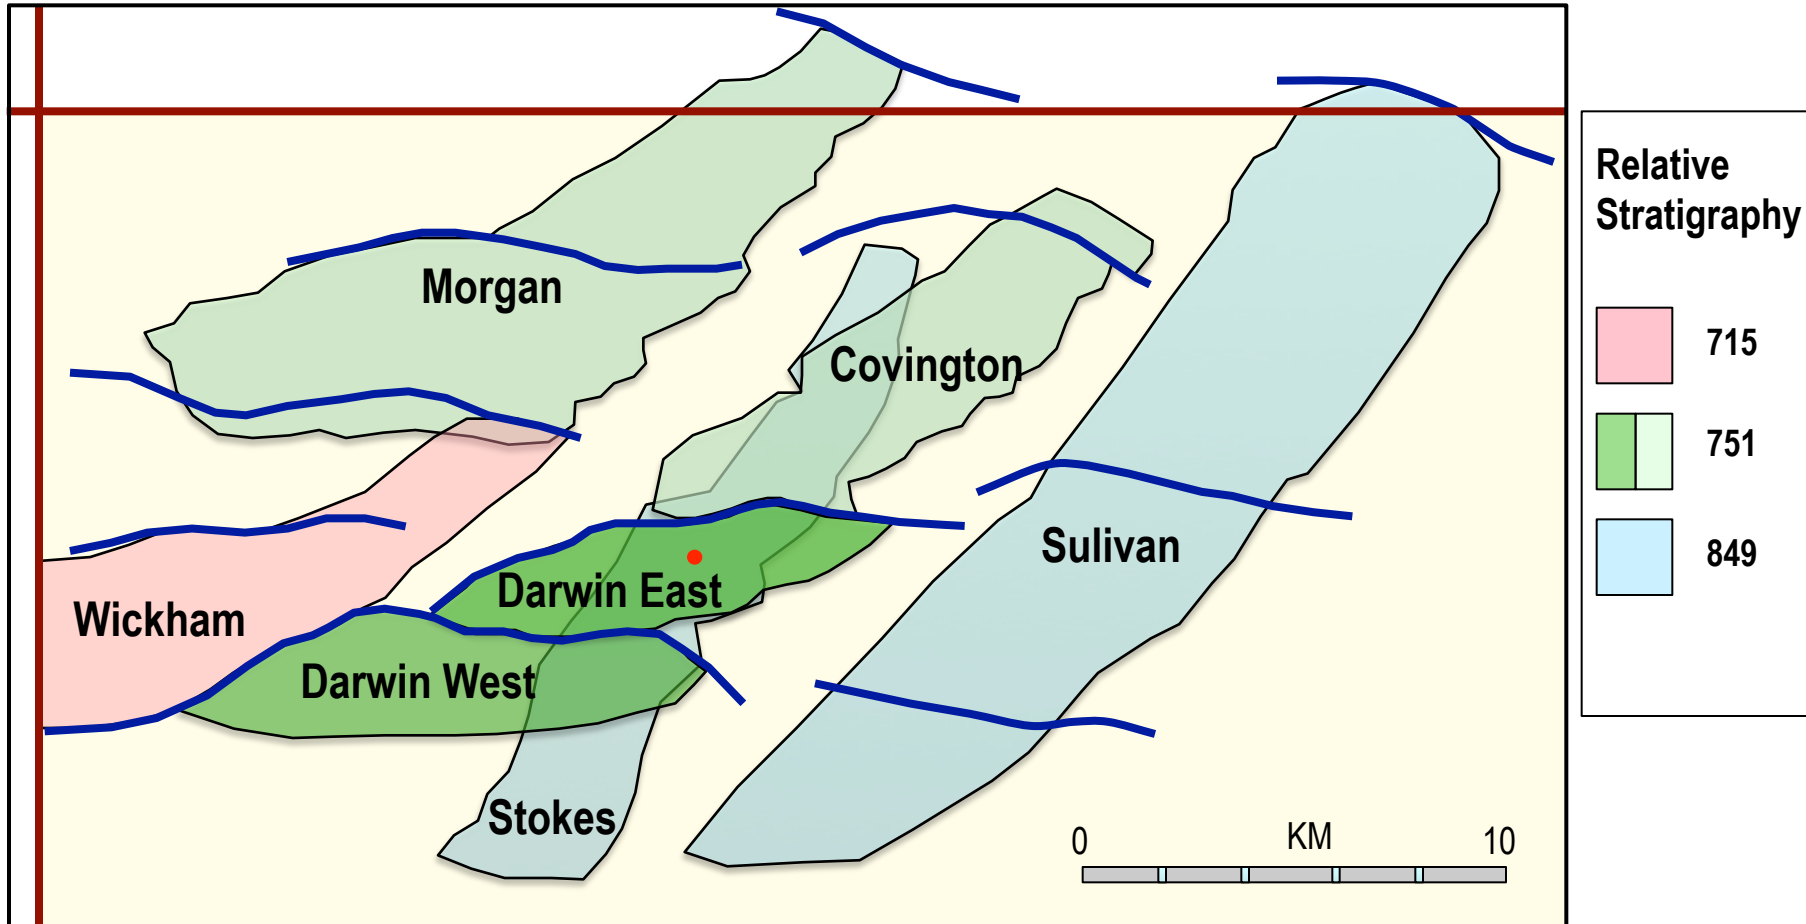 Morgan
Covington
Sulivan
Darwin East
Wickham
Darwin West
Stokes
0
KM
10
Relative
Stratigraphy
715
751
849